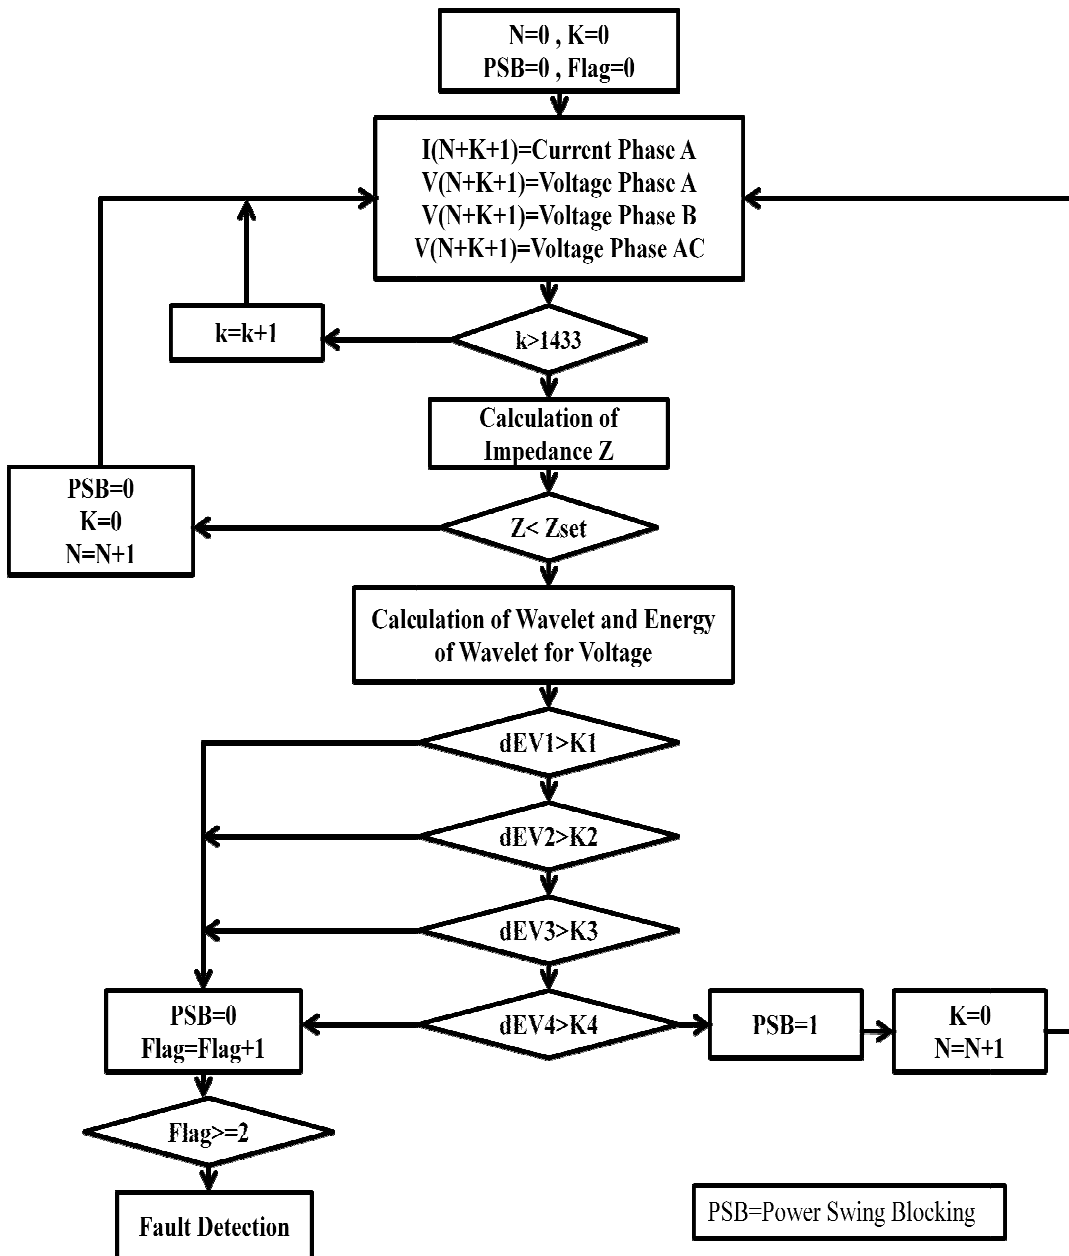 N=0 , K=0
PSB=0 , Flag=0
I(N+K+1)=Current Phase A
V(N+K+1)=Voltage Phase A
V(N+K+1)=Voltage Phase B
V(N+K+1)=Voltage Phase AC
k=k+1
k>1433
Calculation of
Impedance Z
PSB=0
K=0
N=N+1
Z< Zset
Calculation of Wavelet and Energy
of Wavelet for Voltage
dEV1>K1
dEV2>K2
dEV3>K3
PSB=0
Flag=Flag+1
dEV4>K4
PSB=1
K=0
N=N+1
Flag>=2
Fault Detection
PSB=Power Swing Blocking